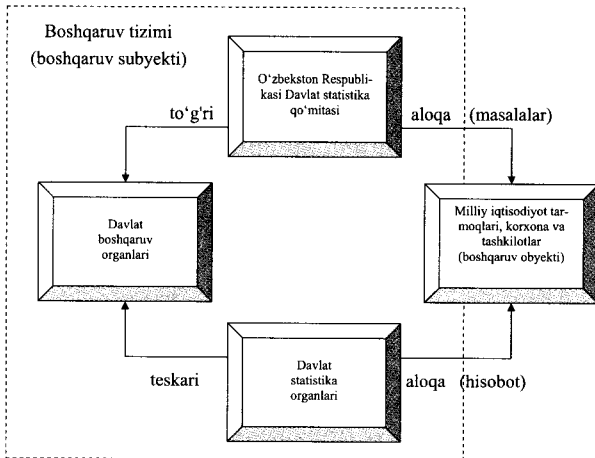 Boshqaruv tizimi
(boshqaruv subyekti)
O‘zbekston Respubli-
kasi Davlat statistika
qo‘mitasi
to‘g'ri
aloqa (masalalar)
Davlat
boshqaruv
organlari
Milliy iqtisodiyot tar-
moqlari, korxona va
tashkilotlar
(boshqaruv obyekti)
teskari
Davlat
statistika
organlari
aloqa (hisobot)